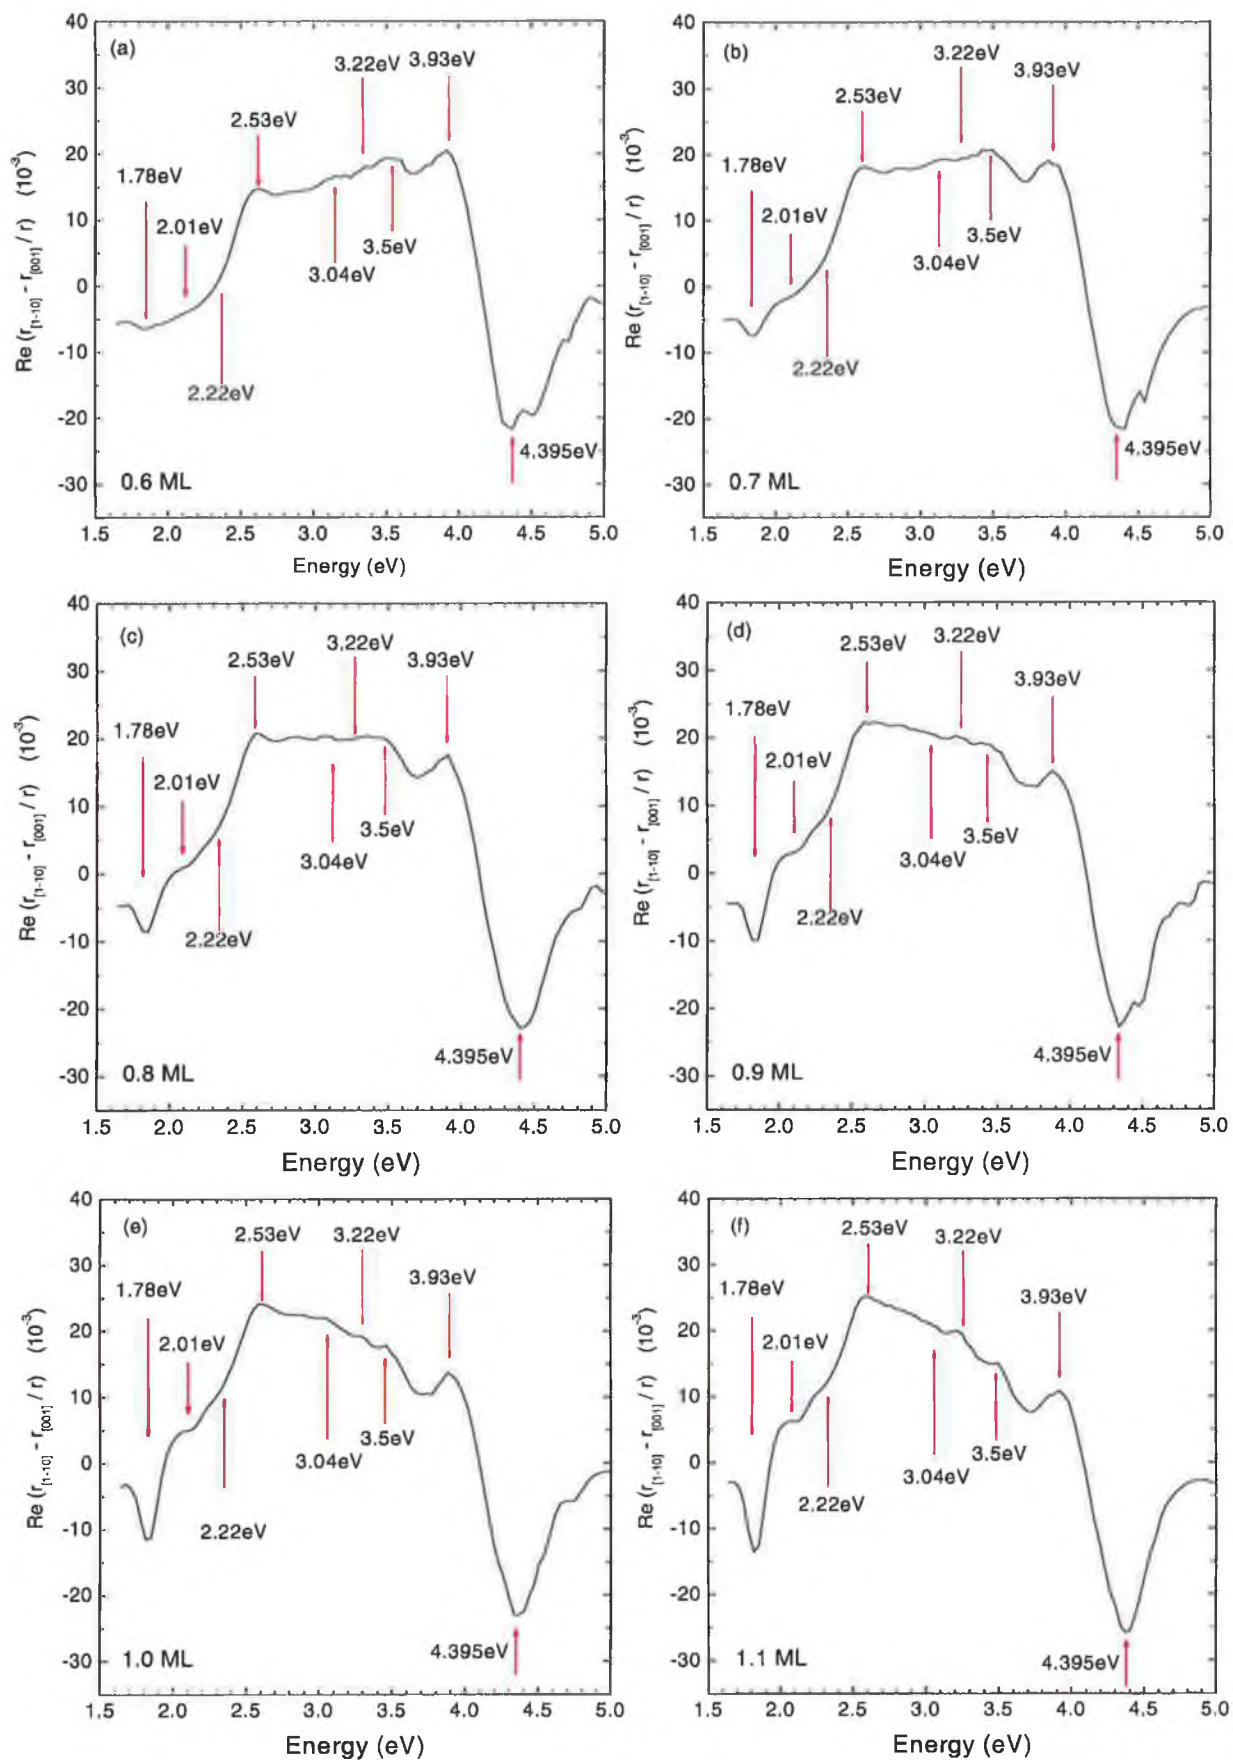 (a)
3.22eV
3.93eV
2.53eV
1.78eV
2.01eV
3.5eV
3.04eV
2.22eV
4.395eV
0.6 ML
40
30
20
10
0
-10
-20
-30
Re (r[1-10] - r[001] / r) (10-3)
1.5 2.0 2.5 3.0 3.5 4.0 4.5 5.0
Energy (eV)
(b)
3.22eV
3.93eV
2.53eV
1.78eV
2.01eV
3.5eV
3.04eV
2.22eV
4.395eV
0.7 ML
40
30
20
10
0
-10
-20
-30
Re (r[1-10] - r[001] / r) (10-3)
1.5 2.0 2.5 3.0 3.5 4.0 4.5 5.0
Energy (eV)
(c)
3.22eV
2.53eV
3.93eV
1.78eV
2.01eV
3.5eV
3.04eV
2.22eV
4.395eV
0.8 ML
40
30
20
10
0
-10
-20
-30
Re (r[1-10] - r[001] / r) (10-3)
1.5 2.0 2.5 3.0 3.5 4.0 4.5 5.0
Energy (eV)
(d)
3.22eV
2.53eV
3.93eV
1.78eV
2.01eV
3.5eV
3.04eV
2.22eV
4.395eV
0.9 ML
40
30
20
10
0
-10
-20
-30
Re (r[1-10] - r[001] / r) (10-3)
1.5 2.0 2.5 3.0 3.5 4.0 4.5 5.0
Energy (eV)
(e)
2.53eV
3.22eV
3.93eV
1.78eV
2.01eV
3.5eV
3.04eV
2.22eV
4.395eV
1.0 ML
40
30
20
10
0
-10
-20
-30
Re (r[1-10] - r[001] / r) (10-3)
1.5 2.0 2.5 3.0 3.5 4.0 4.5 5.0
Energy (eV)
(f)
2.53eV
3.22eV
1.78eV
3.93eV
2.01eV
3.5eV
3.04eV
2.22eV
4.395eV
1.1 ML
40
30
20
10
0
-10
-20
-30
Re (r[1-10] - r[001] / r) (10-3)
1.5 2.0 2.5 3.0 3.5 4.0 4.5 5.0
Energy (eV)